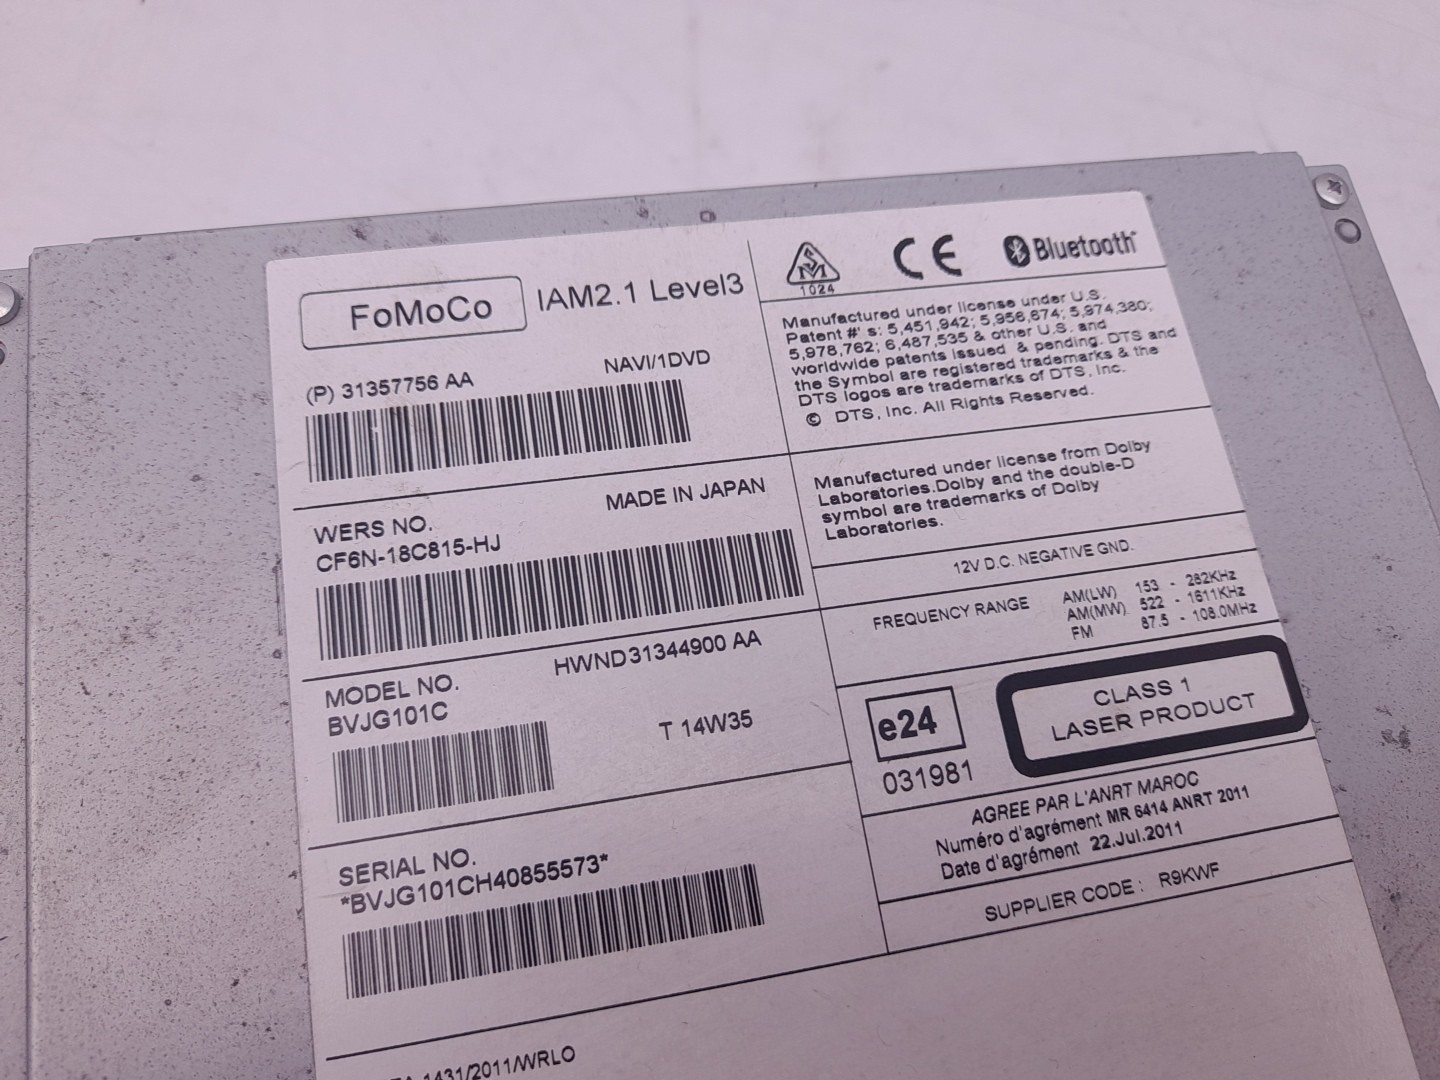 FoMoCo
IAM2.1 Level3
(P) 31357756 AA
NAVI/1DVD
WERS NO.
MADE IN JAPAN
CF6N-18C815-HJ
MODEL NO.
HWND31344900 AA
BVJG101C
T 14W35
SERIAL NO.
*BVJG101CH40855573*
1431/2011/WRLO
SM
1024
CE
Bluetooth
Manufactured under license under U.S.
Patent #' s: 5,451,942; 5,956,674; 5,974,380;
5,978,762; 6,487,535 & other U.S. and
worldwide patents issued & pending. DTS and
the Symbol are registered trademarks & the
DTS logos are trademarks of DTS, Inc.
© DTS, Inc. All Rights Reserved.
Manufactured under license from Dolby
Laboratories.Dolby and the double-D
symbol are trademarks of Dolby
Laboratories.
12V D.C. NEGATIVE GND.
FREQUENCY RANGE
AM(LW) 153 - 282KHz
AM(MW) 522 - 1611KHz
FM 87.5 - 108.0MHz
e24
031981
CLASS 1
LASER PRODUCT
AGREE PAR L'ANRT MAROC
Numéro d'agrément MR 6414 ANRT 2011
Date d'agrément 22.Jul.2011
SUPPLIER CODE : R9KWF